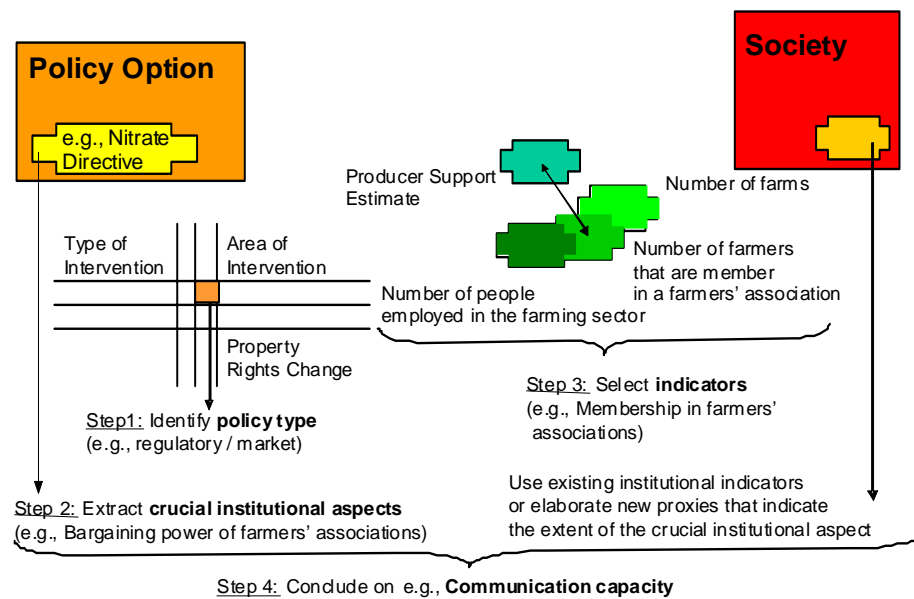 Policy Option
e.g., Nitrate
Directive
Society
Producer Support
Estimate
Number of farms
Number of farmers
that are member
in a farmers' association
Number of people
employed in the farming sector
Type of
Intervention
Area of
Intervention
Property
Rights Change
Step1: Identify policy type
(e.g., regulatory / market)
Step 3: Select indicators
(e.g., Membership in farmers'
associations)
Step 2: Extract crucial institutional aspects
(e.g., Bargaining power of farmers' associations)
Use existing institutional indicators
or elaborate new proxies that indicate
the extent of the crucial institutional aspect
Step 4: Conclude on e.g., Communication capacity